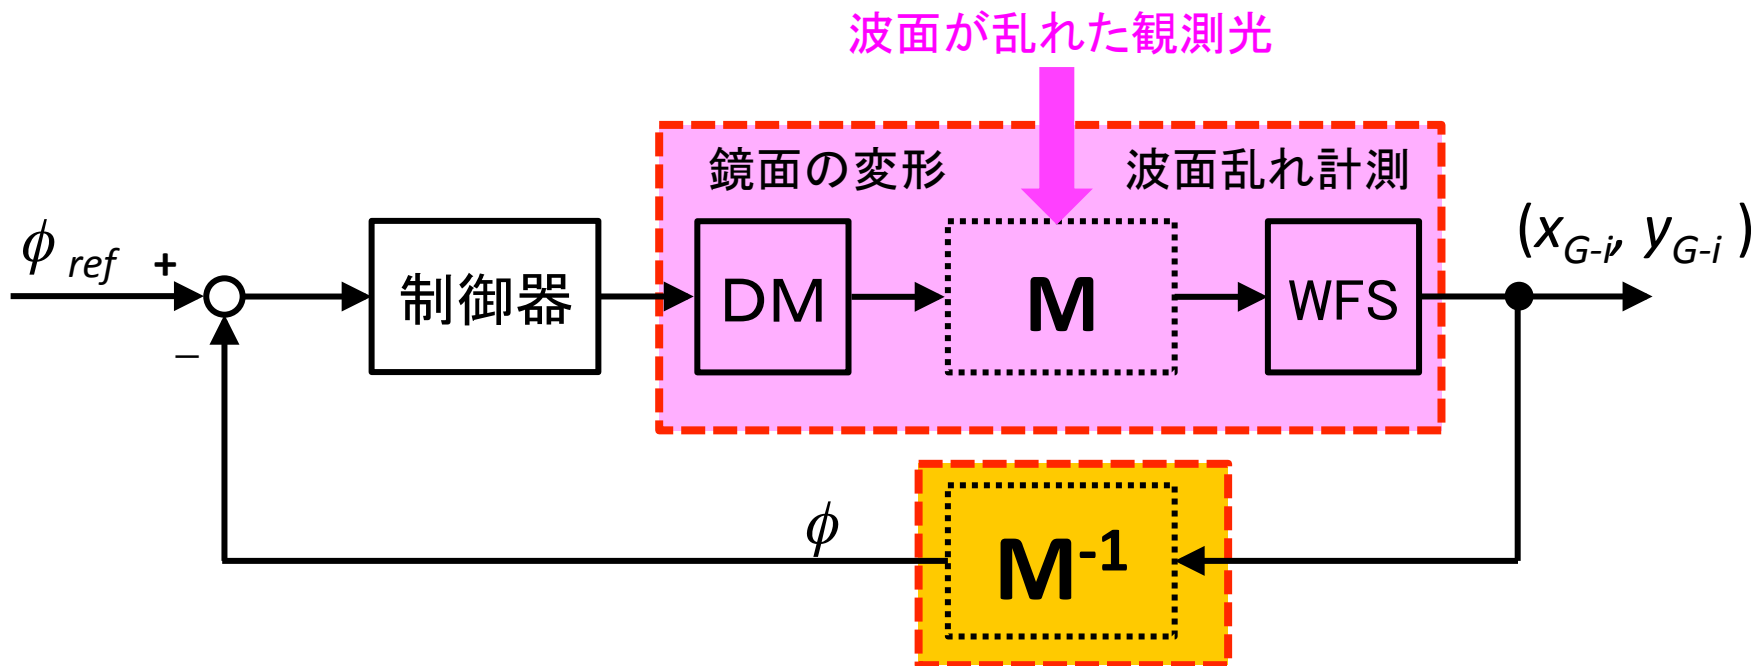 波面が乱れた観測光
鏡面の変形
波面乱れ計測
ϕ ref
+
−
制御器
DM
M
WFS
(xG-i, yG-i )
ϕ
M-1